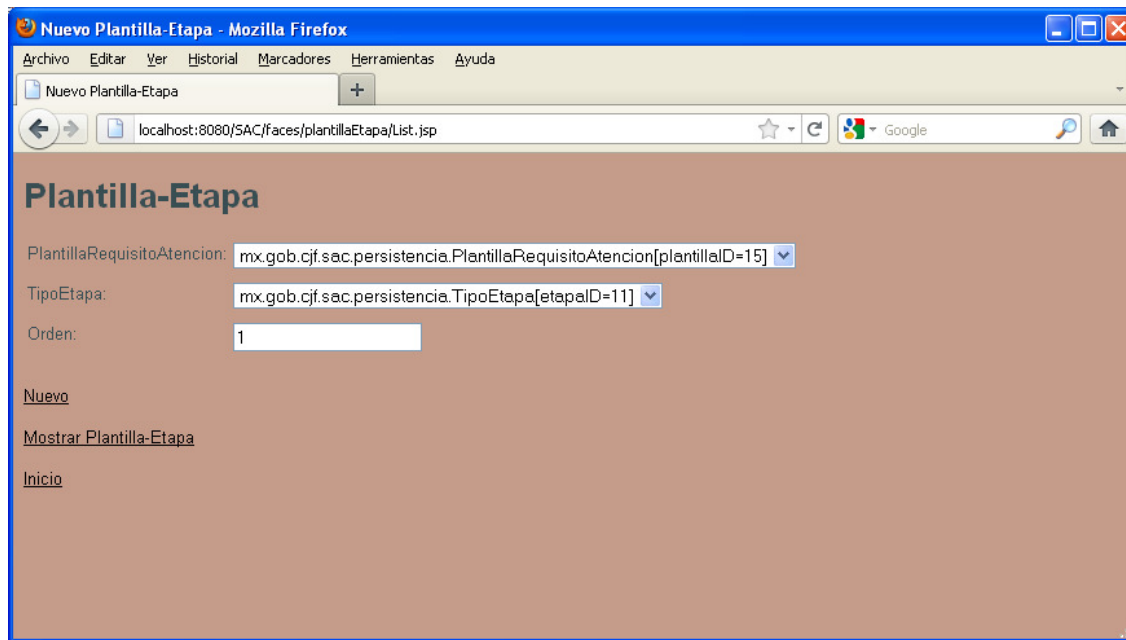 Nuevo Plantilla-Etapa - Mozilla Firefox
Archivo Editar Ver Historial Marcadores Herramientas Ayuda
Nuevo Plantilla-Etapa
localhost:8080/SAC/faces/plantillaEtapa/List.jsp Google
Plantilla-Etapa
PlantillaRequisitoAtencion: mx.gob.cjf.sac.persistencia.PlantillaRequisitoAtencion[plantillaID=15]
TipoEtapa: mx.gob.cjf.sac.persistencia.TipoEtapa[etapaID=11]
Orden: 1
Nuevo
Mostrar Plantilla-Etapa
Inicio